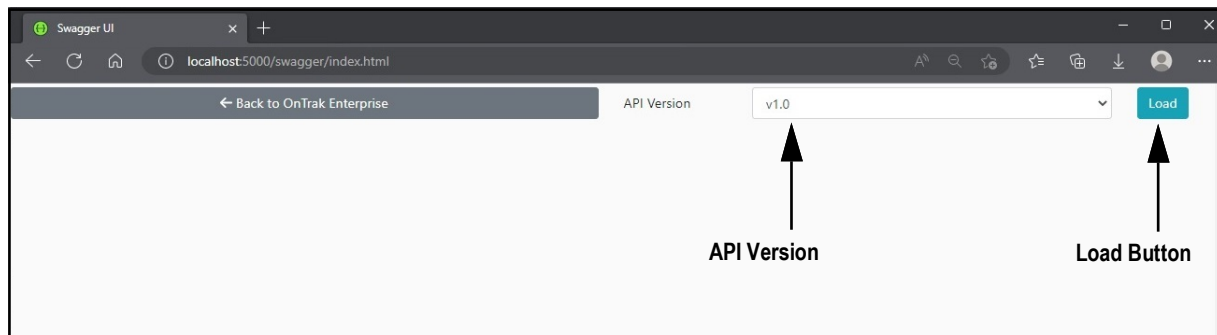 Swagger UI
localhost:5000/swagger/index.html
← Back to OnTrak Enterprise API Version v1.0 Load
API Version Load Button